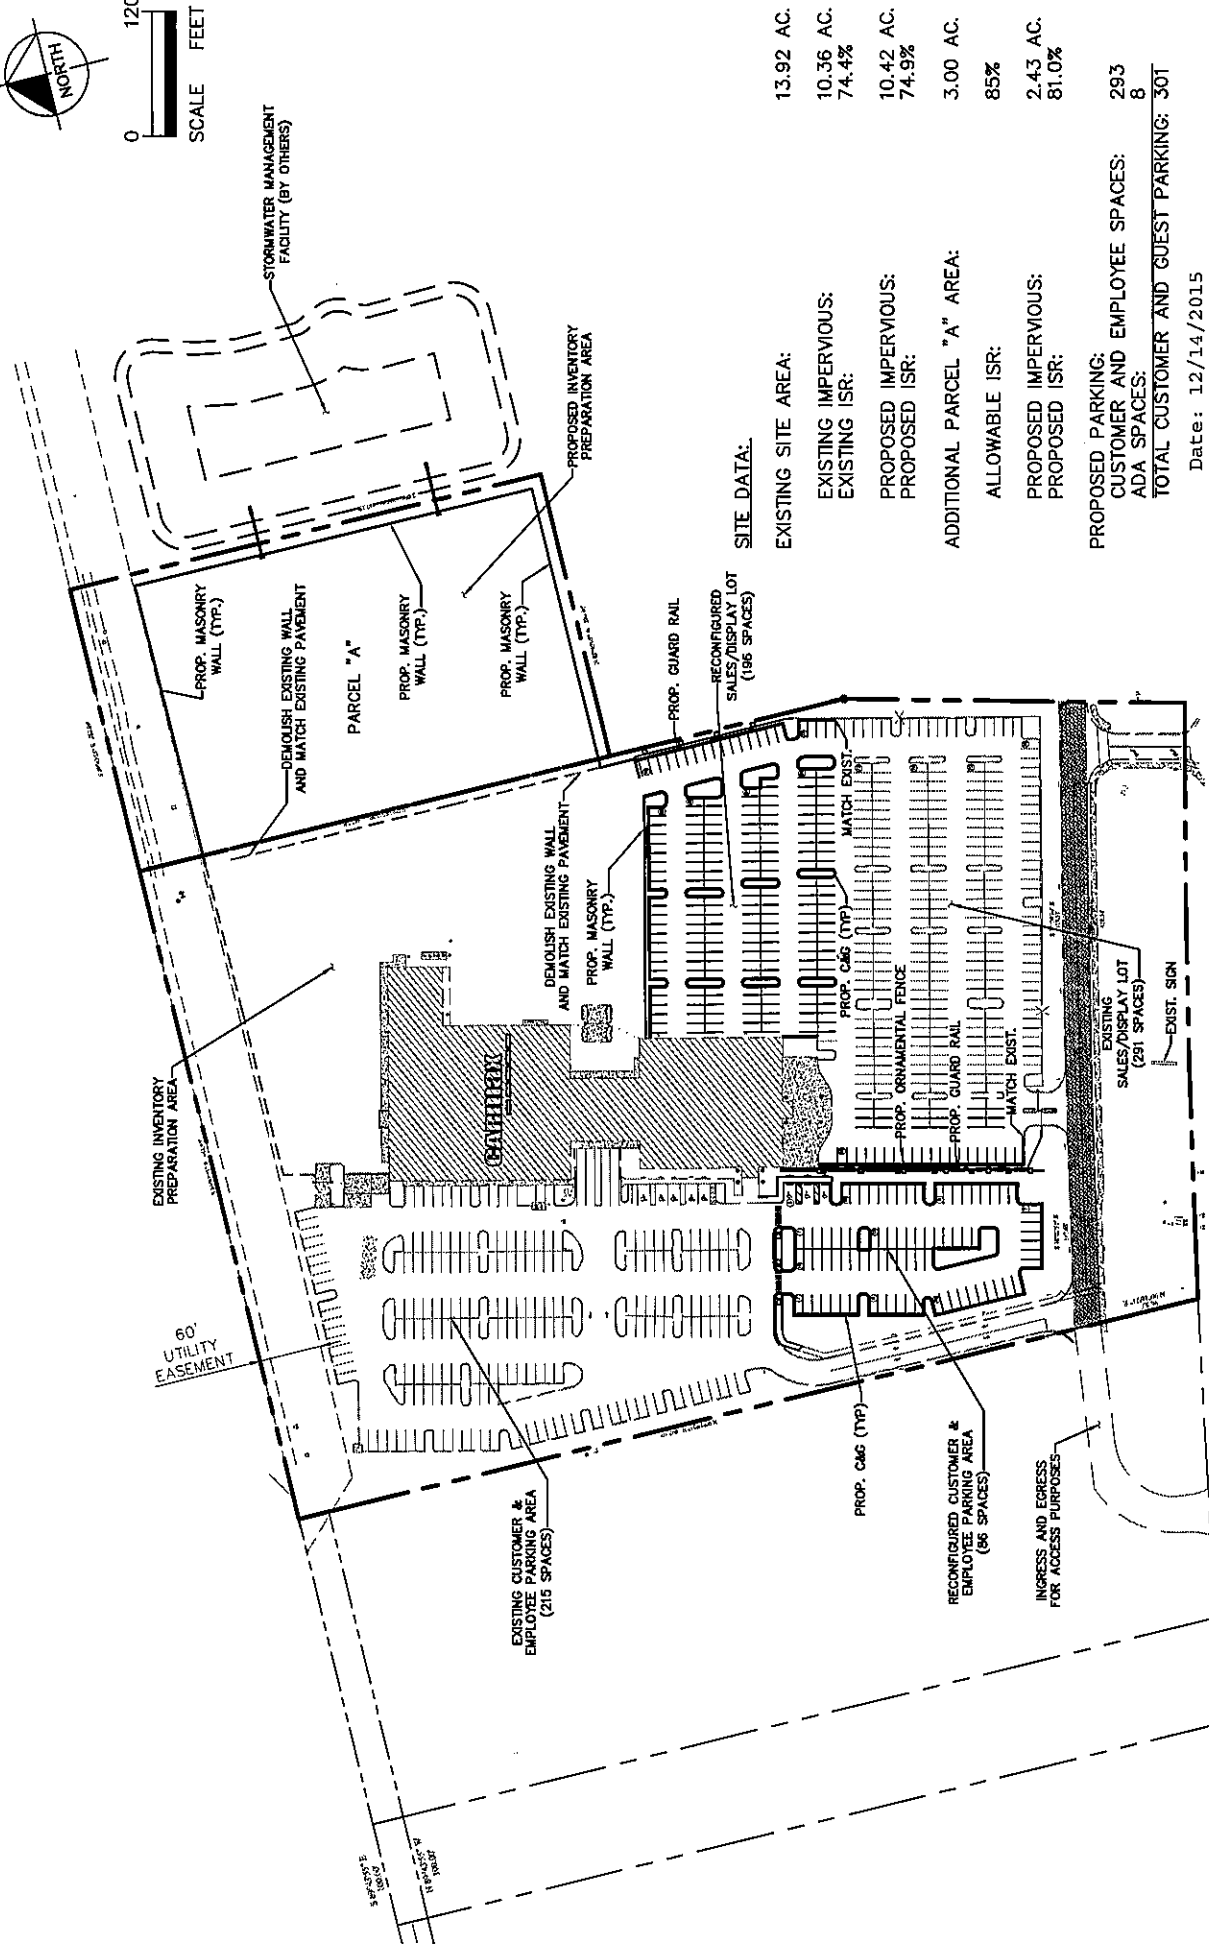 NORTH
0 120
SCALE FEET
STORMWATER MANAGEMENT
FACILITY (BY OTHERS)
PROPOSED INVENTORY
PREPARATION AREA
PROP. MASONRY
WALL (TYP.)
DEMOLISH EXISTING WALL
AND MATCH EXISTING PAVEMENT
PARCEL "A"
PROP. MASONRY
WALL (TYP.)
PROP. MASONRY
WALL (TYP.)
PROP. GUARD RAIL
RECONFIGURED
SALES/DISPLAY LOT
(195 SPACES)
EXISTING INVENTORY
PREPARATION AREA
DEMOLISH EXISTING WALL
AND MATCH EXISTING PAVEMENT
PROP. MASONRY
WALL (TYP.)
MATCH EXIST.
PROP. C&G (TYP)
CARMAX
PROP. ORNAMENTAL FENCE
PROP. GUARD RAIL
MATCH EXIST.
EXISTING
SALES/DISPLAY LOT
(291 SPACES)
EXIST. SIGN
60'
UTILITY
EASEMENT
EXISTING CUSTOMER &
EMPLOYEE PARKING AREA
(215 SPACES)
PROP. C&G (TYP)
RECONFIGURED CUSTOMER &
EMPLOYEE PARKING AREA
(86 SPACES)
INGRESS AND EGRESS
FOR ACCESS PURPOSES
SITE DATA:
EXISTING SITE AREA: 13.92 AC.
EXISTING IMPERVIOUS: 10.36 AC.
EXISTING ISR: 74.4%
PROPOSED IMPERVIOUS: 10.42 AC.
PROPOSED ISR: 74.9%
ADDITIONAL PARCEL "A" AREA: 3.00 AC.
ALLOWABLE ISR: 85%
PROPOSED IMPERVIOUS: 2.43 AC.
PROPOSED ISR: 81.0%
PROPOSED PARKING:
CUSTOMER AND EMPLOYEE SPACES: 293
ADA SPACES: 8
TOTAL CUSTOMER AND GUEST PARKING: 301
Date: 12/14/2015